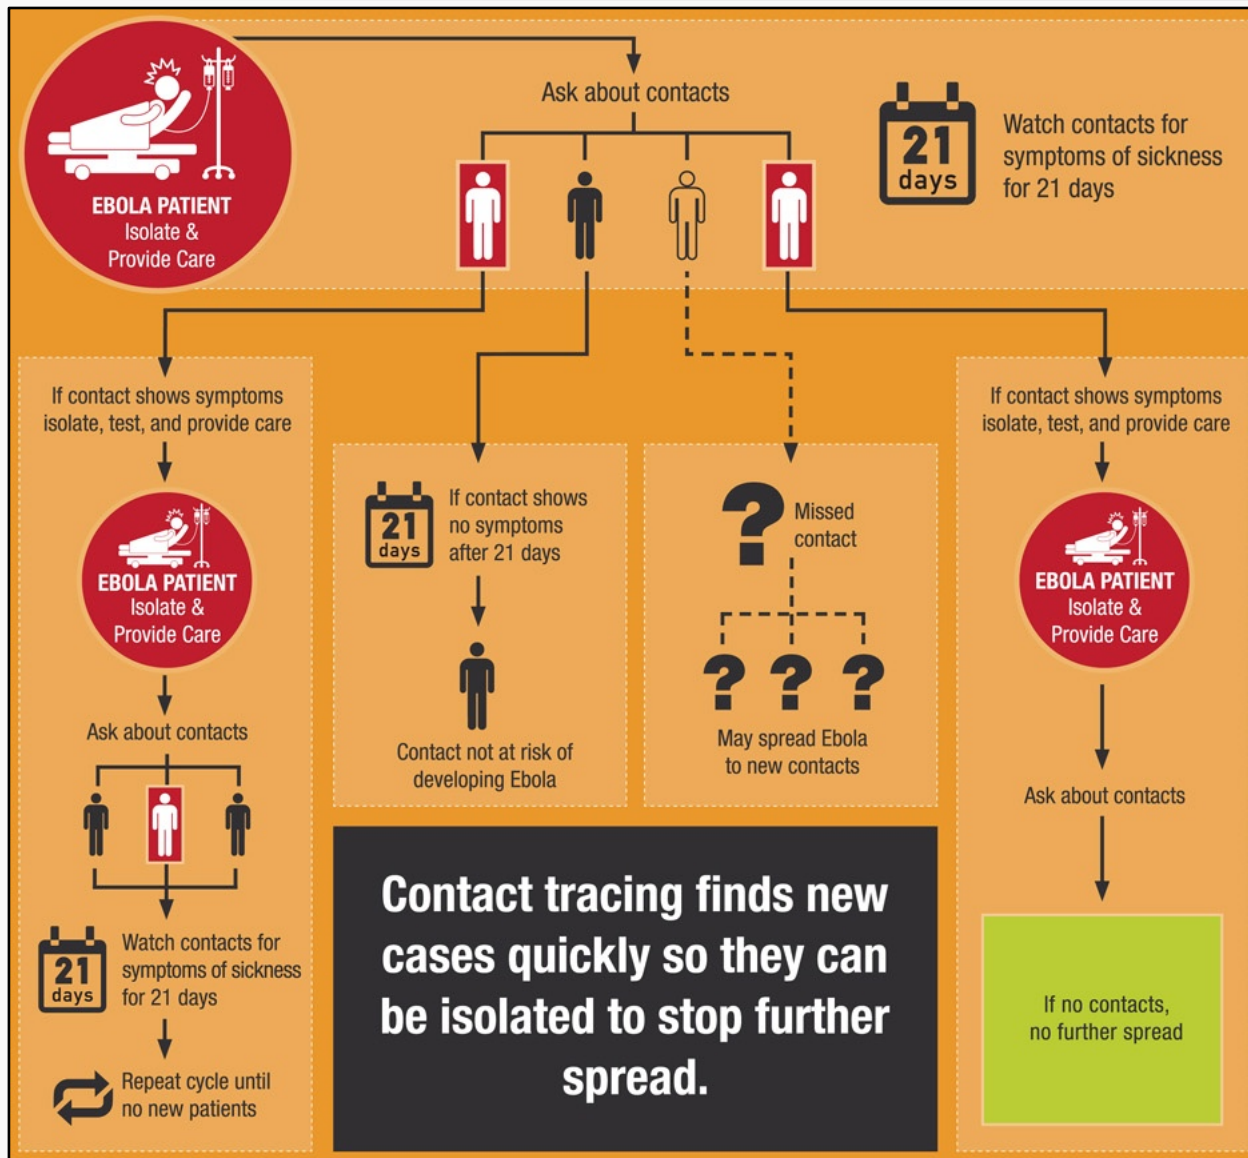 EBOLA PATIENT
Isolate &
Provide Care
Ask about contacts
21
days
Watch contacts for
symptoms of sickness
for 21 days
If contact shows symptoms
isolate, test, and provide care
EBOLA PATIENT
Isolate &
Provide Care
Ask about contacts
21
days
Watch contacts for
symptoms of sickness
for 21 days
Repeat cycle until
no new patients
21
days
If contact shows
no symptoms
after 21 days
Contact not at risk of
developing Ebola
?
Missed
contact
? ? ?
May spread Ebola
to new contacts
If contact shows symptoms
isolate, test, and provide care
EBOLA PATIENT
Isolate &
Provide Care
Ask about contacts
If no contacts,
no further spread
Contact tracing finds new
cases quickly so they can
be isolated to stop further
spread.